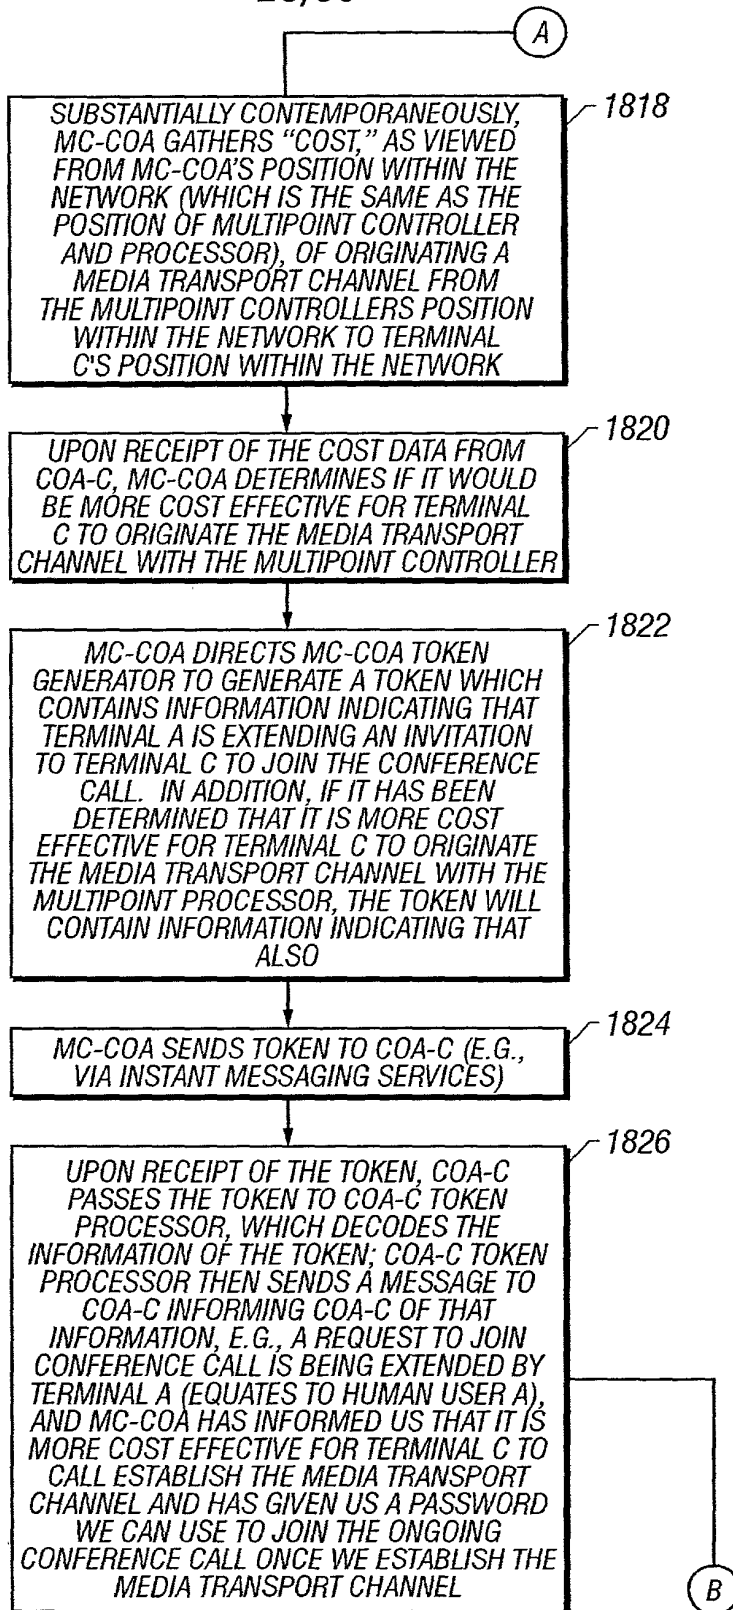 A
1818
SUBSTANTIALLY CONTEMPORANEOUSLY,
MC-COA GATHERS "COST," AS VIEWED
FROM MC-COA'S POSITION WITHIN THE
NETWORK (WHICH IS THE SAME AS THE
POSITION OF MULTIPOINT CONTROLLER
AND PROCESSOR), OF ORIGINATING A
MEDIA TRANSPORT CHANNEL FROM
THE MULTIPOINT CONTROLLERS POSITION
WITHIN THE NETWORK TO TERMINAL
C'S POSITION WITHIN THE NETWORK
1820
UPON RECEIPT OF THE COST DATA FROM
COA-C, MC-COA DETERMINES IF IT WOULD
BE MORE COST EFFECTIVE FOR TERMINAL
C TO ORIGINATE THE MEDIA TRANSPORT
CHANNEL WITH THE MULTIPOINT CONTROLLER
1822
MC-COA DIRECTS MC-COA TOKEN
GENERATOR TO GENERATE A TOKEN WHICH
CONTAINS INFORMATION INDICATING THAT
TERMINAL A IS EXTENDING AN INVITATION
TO TERMINAL C TO JOIN THE CONFERENCE
CALL. IN ADDITION, IF IT HAS BEEN
DETERMINED THAT IT IS MORE COST
EFFECTIVE FOR TERMINAL C TO ORIGINATE
THE MEDIA TRANSPORT CHANNEL WITH THE
MULTIPOINT PROCESSOR, THE TOKEN WILL
CONTAIN INFORMATION INDICATING THAT
ALSO
1824
MC-COA SENDS TOKEN TO COA-C (E.G.,
VIA INSTANT MESSAGING SERVICES)
1826
UPON RECEIPT OF THE TOKEN, COA-C
PASSES THE TOKEN TO COA-C TOKEN
PROCESSOR, WHICH DECODES THE
INFORMATION OF THE TOKEN; COA-C TOKEN
PROCESSOR THEN SENDS A MESSAGE TO
COA-C INFORMING COA-C OF THAT
INFORMATION, E.G., A REQUEST TO JOIN
CONFERENCE CALL IS BEING EXTENDED BY
TERMINAL A (EQUATES TO HUMAN USER A),
AND MC-COA HAS INFORMED US THAT IT IS
MORE COST EFFECTIVE FOR TERMINAL C TO
CALL ESTABLISH THE MEDIA TRANSPORT
CHANNEL AND HAS GIVEN US A PASSWORD
WE CAN USE TO JOIN THE ONGOING
CONFERENCE CALL ONCE WE ESTABLISH THE
MEDIA TRANSPORT CHANNEL
B